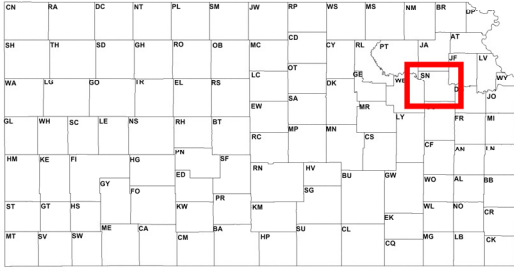 CN RA DC NT PL SM JW RP WS MS NM BR DP
CD AT
SH TH SD GH RO OB MC CY RL PT JA
OT JF LV
LC GE WB SN WY
WA LG GO TR EL RS DK D JO
SA
EW MR LY
GL WH SC LE NS RH BT MP MN FR MI
RC CS
CF
PN AN LN
HM KE FI HG SF RN HV
ED BU GW WO AL BB
GY FO SG
PR
ST GT HS KW KM WL NO
EK CR
MT SV SW ME CA CM BA HP SU CL MG LB CK
CQ